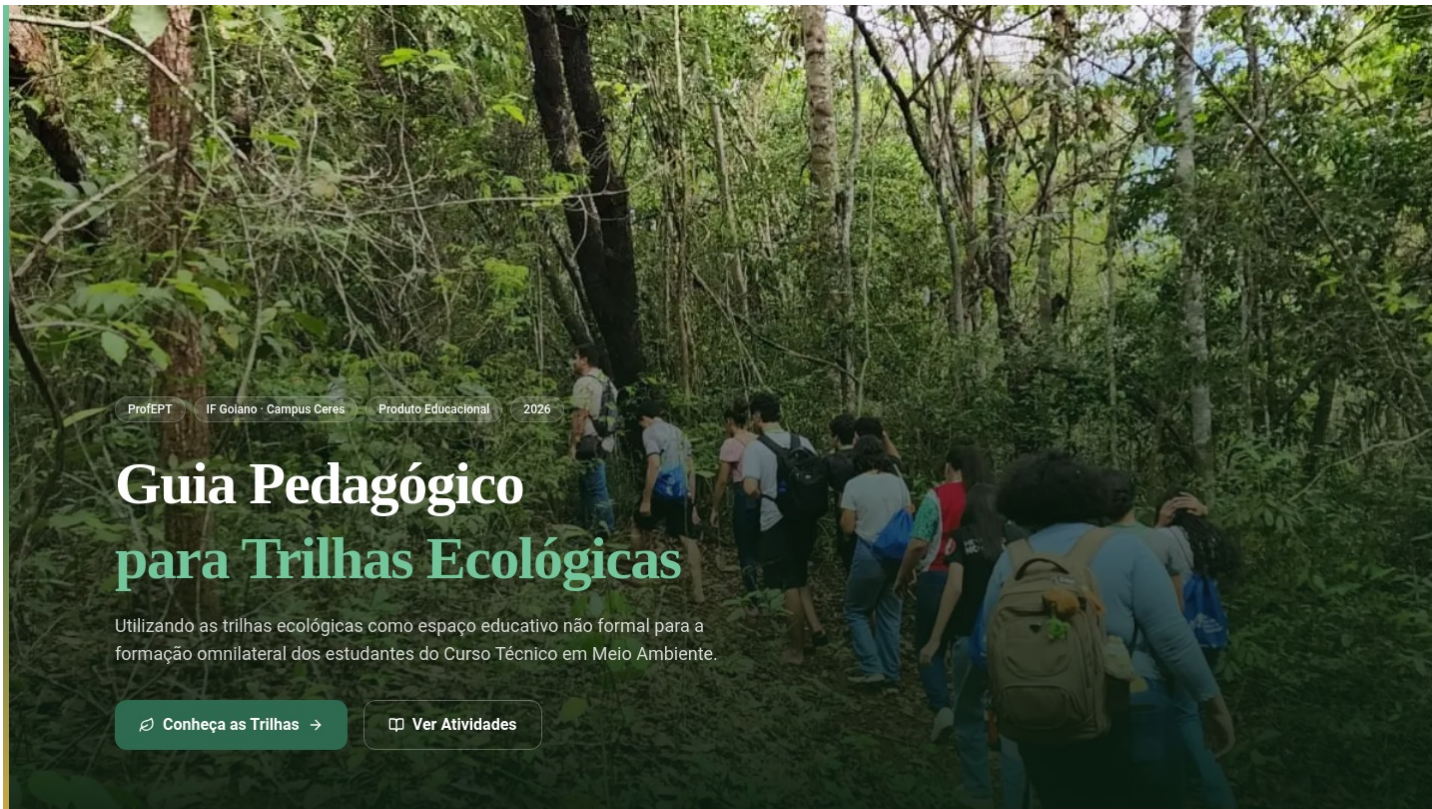 ProfEPT
IF Goiano · Campus Ceres
Produto Educacional
2026
Guia Pedagógico
para Trilhas Ecológicas
Utilizando as trilhas ecológicas como espaço educativo não formal para a
formação omnilateral dos estudantes do Curso Técnico em Meio Ambiente.
Conheça as Trilhas →
Ver Atividades